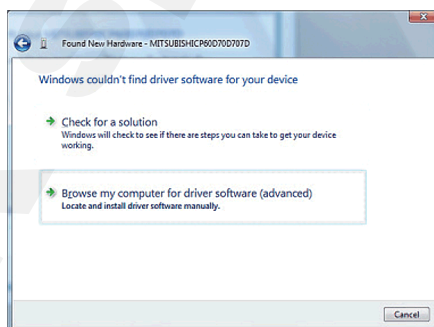 Found New Hardware - MITSUBISHICP60D70D707D
Windows couldn't find driver software for your device
Check for a solution
Windows will check to see if there are steps you can take to get your device
working.
Browse my computer for driver software (advanced)
Locate and install driver software manually.
Cancel